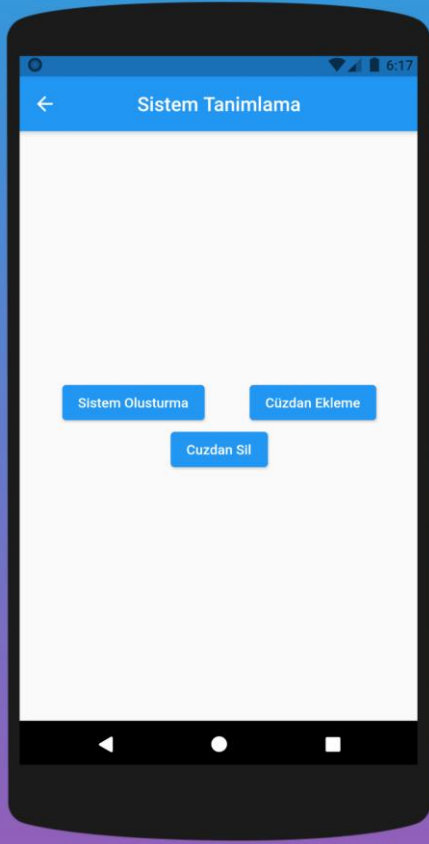 6:17
Sistem Tanimlama
Sistem Olusturma
Cüzdan Ekleme
Cuzdan Sil